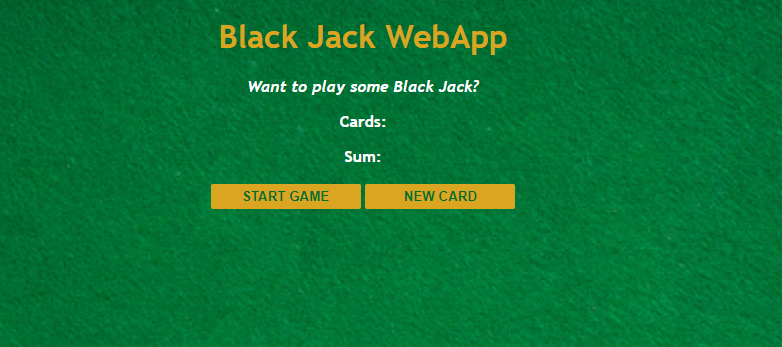 Black Jack WebApp
Want to play some Black Jack?
Cards:
Sum:
START GAME NEW CARD